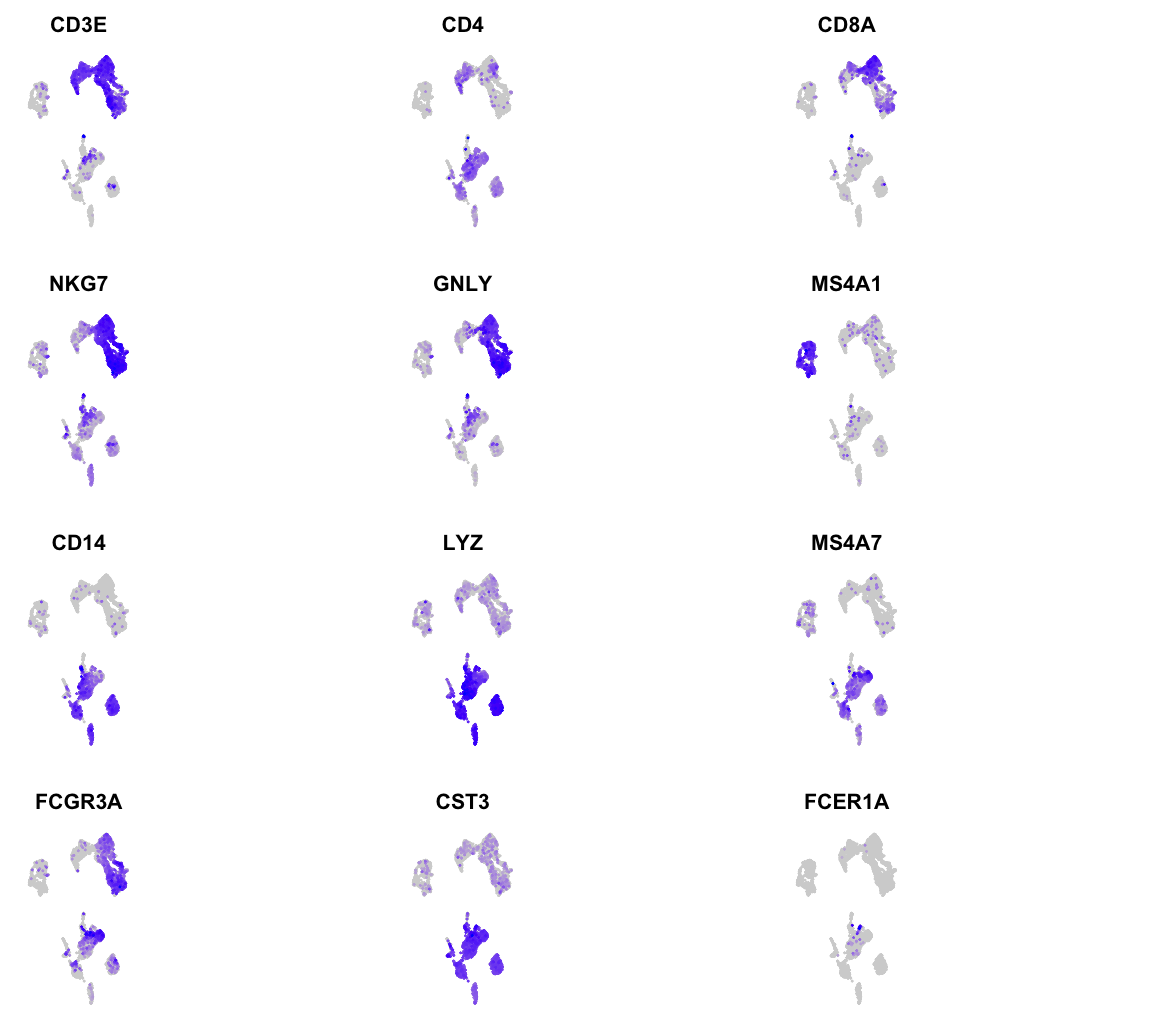 CD3E
CD4
CD8A
NKG7
GNLY
MS4A1
CD14
LYZ
MS4A7
FCGR3A
CST3
FCER1A